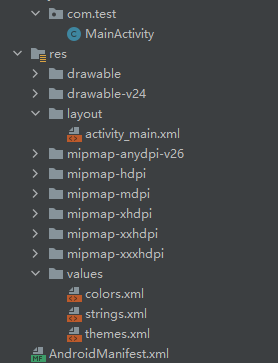 com.test
MainActivity
res
drawable
drawable-v24
layout
activity_main.xml
mipmap-anydpi-v26
mipmap-hdpi
mipmap-mdpi
mipmap-xhdpi
mipmap-xxhdpi
mipmap-xxxhdpi
values
colors.xml
strings.xml
themes.xml
AndroidManifest.xml